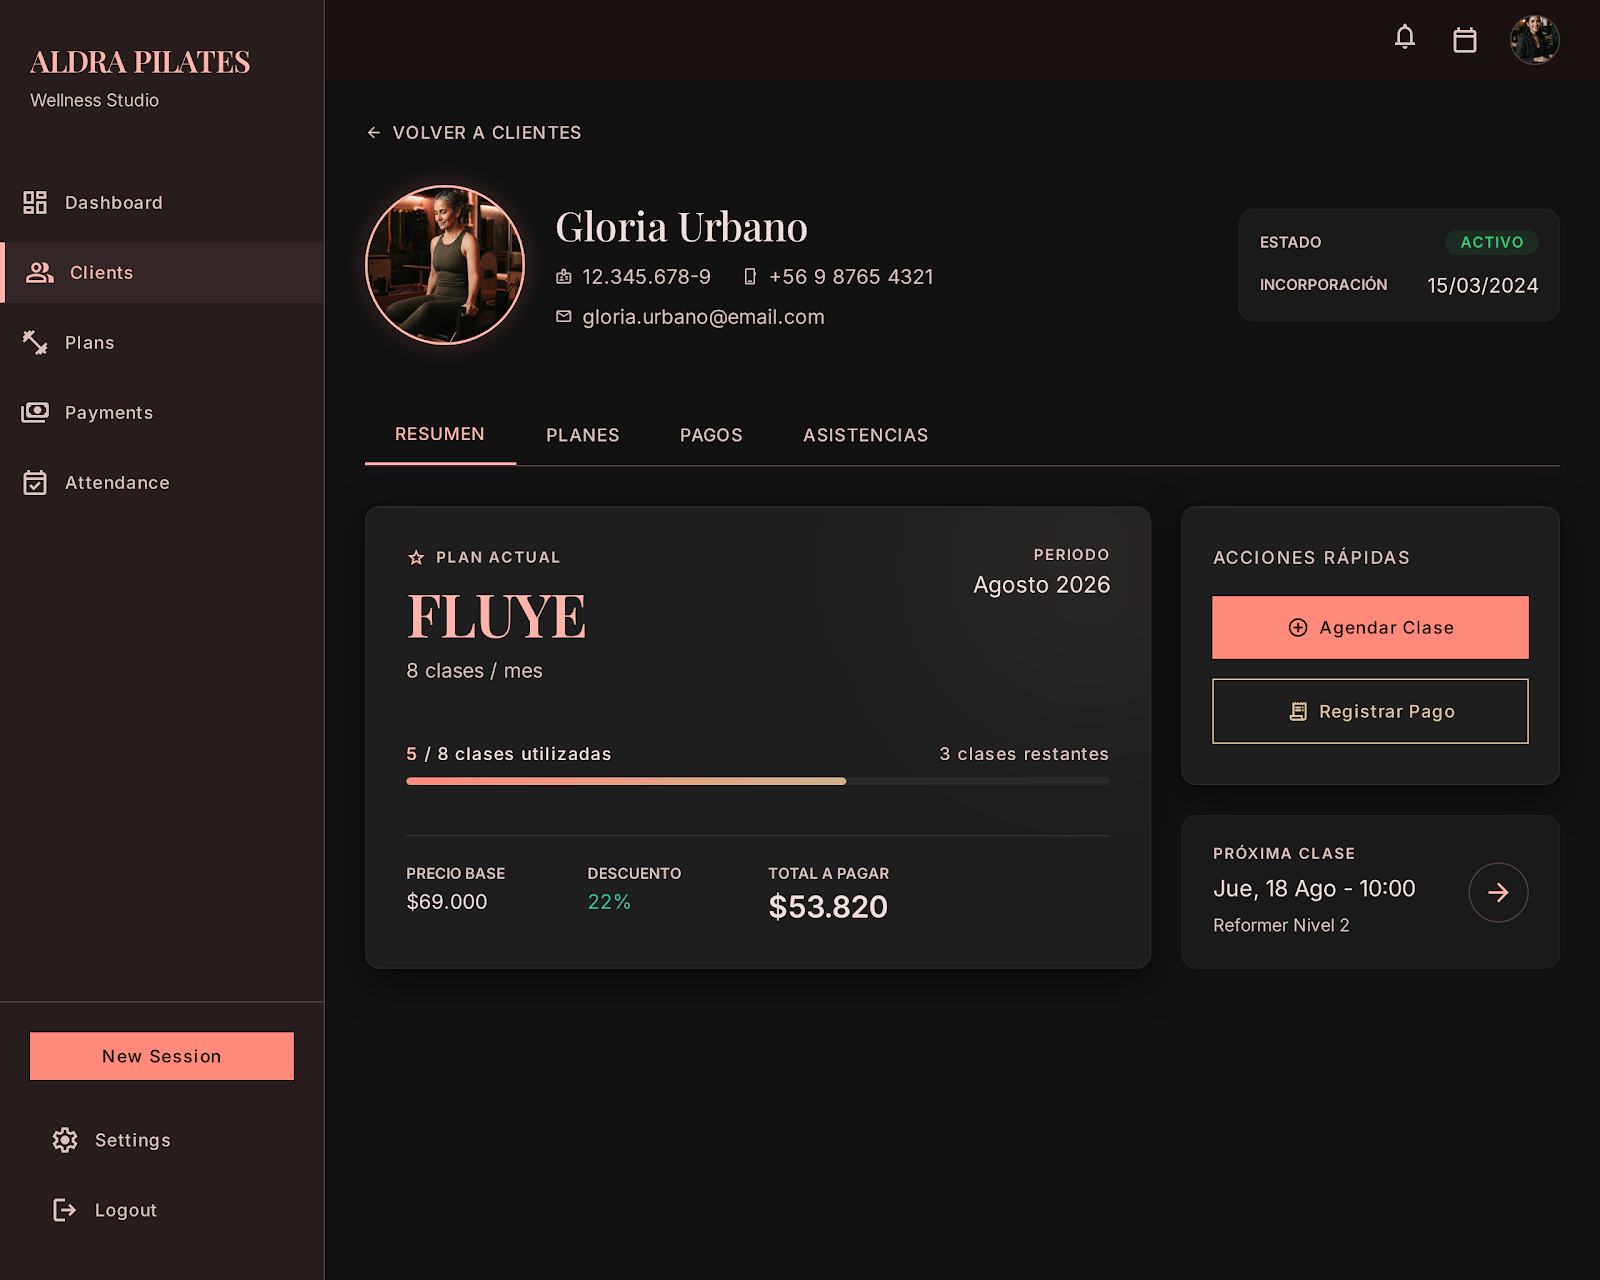 ALDRA PILATES
Wellness Studio
Dashboard
Clients
Plans
Payments
Attendance
New Session
Settings
Logout
VOLVER A CLIENTES
Gloria Urbano
12.345.678-9 +56 9 8765 4321
gloria.urbano@email.com
ESTADO ACTIVO
INCORPORACIÓN 15/03/2024
RESUMEN PLANES PAGOS ASISTENCIAS
PLAN ACTUAL
FLUYE
8 clases / mes
PERIODO
Agosto 2026
5 / 8 clases utilizadas 3 clases restantes
PRECIO BASE DESCUENTO TOTAL A PAGAR
$69.000 22% $53.820
ACCIONES RÁPIDAS
Agendar Clase
Registrar Pago
PRÓXIMA CLASE
Jue, 18 Ago - 10:00
Reformer Nivel 2